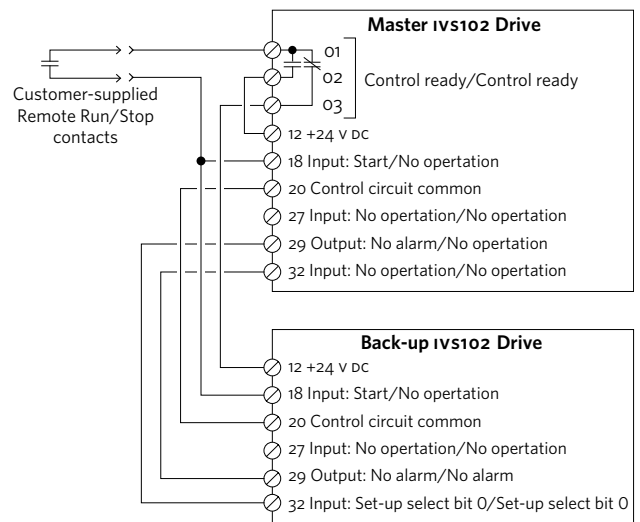 Master IVS102 Drive
01
02
03
Control ready/Control ready
Customer-supplied
Remote Run/Stop
contacts
12 +24 V DC
18 Input: Start/No opertation
20 Control circuit common
27 Input: No opertation/No opertation
29 Output: No alarm/No opertation
32 Input: No opertation/No opertation
Back-up IVS102 Drive
12 +24 V DC
18 Input: Start/No opertation
20 Control circuit common
27 Input: No opertation/No opertation
29 Output: No alarm/No alarm
32 Input: Set-up select bit 0/Set-up select bit 0